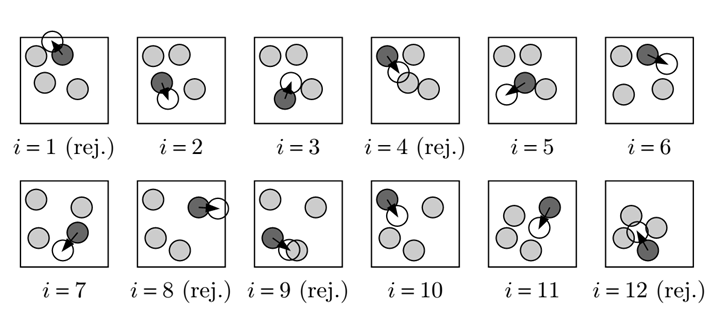 i = 1 (rej.) i = 2 i = 3 i = 4 (rej.) i = 5 i = 6
i = 7 i = 8 (rej.) i = 9 (rej.) i = 10 i = 11 i = 12 (rej.)